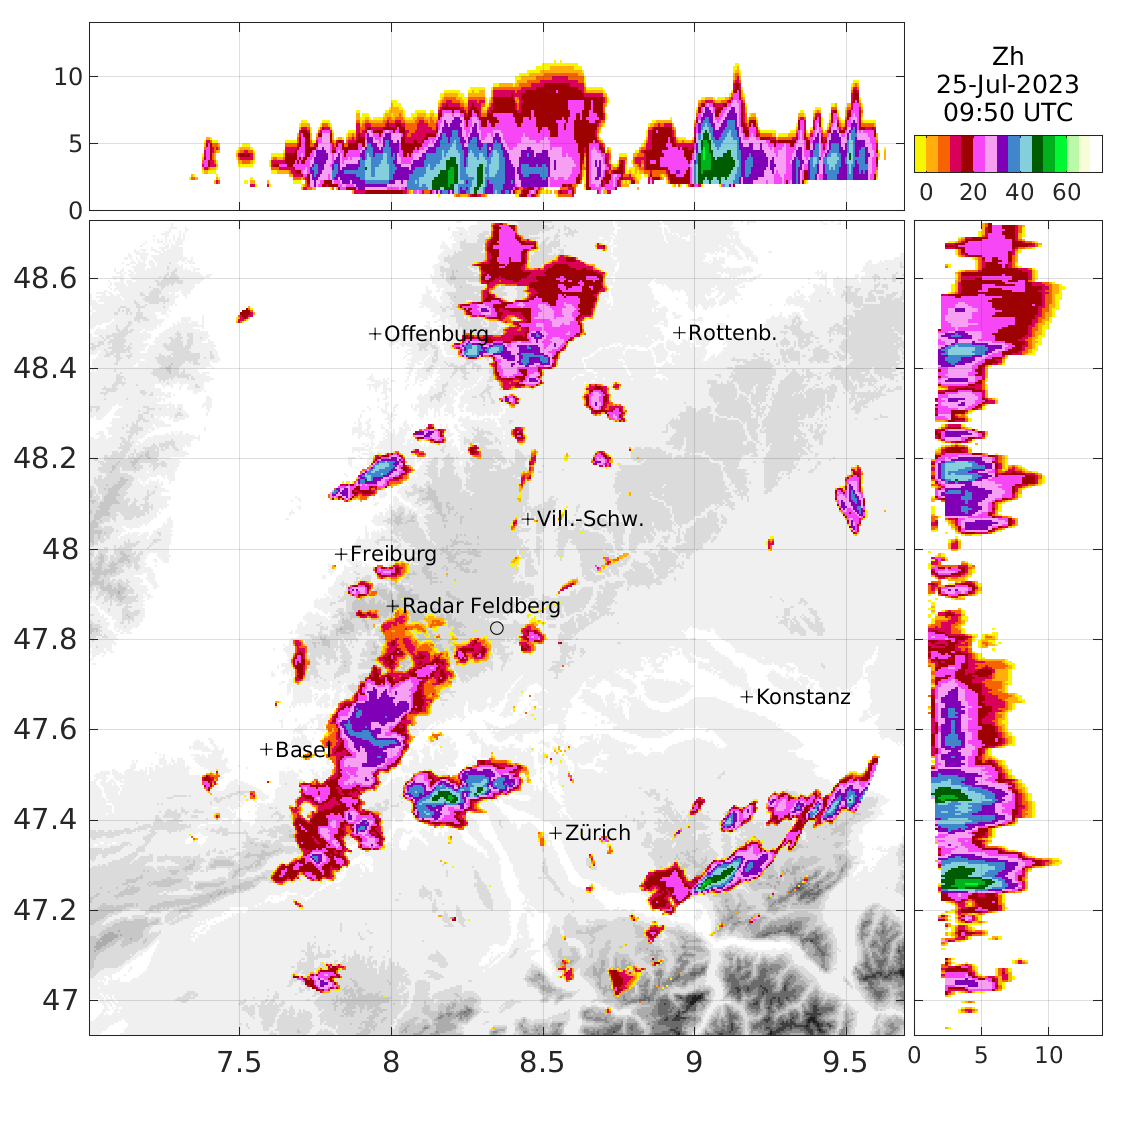 10
5
0
Zh
25-Jul-2023
09:50 UTC
0 20 40 60
48.6
48.4
48.2
48
47.8
47.6
47.4
47.2
47
+Offenburg
+Rottenb.
+Vill.-Schw.
+Freiburg
+Radar Feldberg
+Konstanz
+Basel
+Zürich
7.5 8 8.5 9 9.5
0 5 10